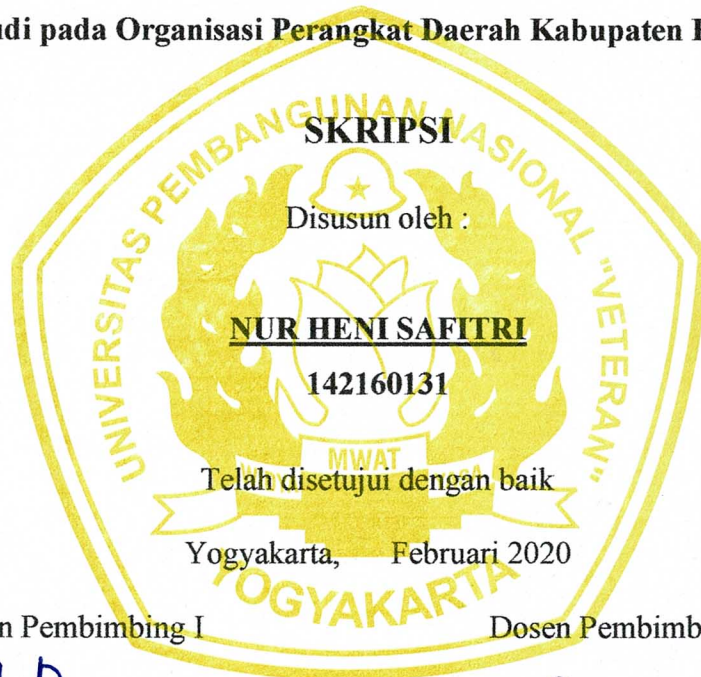 di pada Organisasi Perangkat Daerah Kabupaten
SKRIPSI
Disusun oleh :
NUR HENI SAFITRI
142160131
Telah disetujui dengan baik
Yogyakarta, Februari 2020
n Pembimbing I Dosen Pembimb
UNIVERSITAS PEMBANGUNAN NASIONAL "VETERAN"
MWAT
YOGYAKARTA